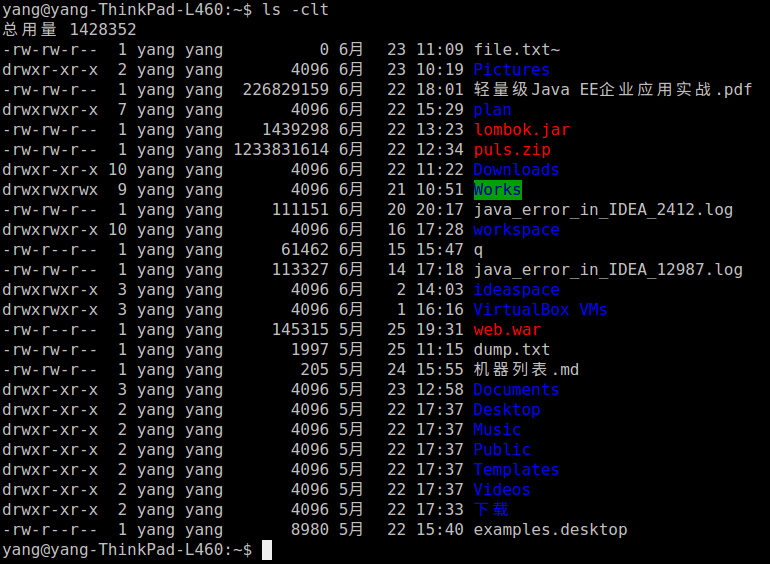 yang@yang-ThinkPad-L460:~$ ls -clt
总用量 1428352
-rw-rw-r--  1 yang yang          0 6月  23 11:09 file.txt~
drwxr-xr-x  2 yang yang       4096 6月  23 10:19 Pictures
-rw-rw-r--  1 yang yang  226829159 6月  22 18:01 轻量级Java EE企业应用实战.pdf
drwxrwxr-x  7 yang yang       4096 6月  22 15:29 plan
-rw-rw-r--  1 yang yang    1439298 6月  22 13:23 lombok.jar
-rw-rw-r--  1 yang yang 1233831614 6月  22 12:34 puls.zip
drwxr-xr-x 10 yang yang       4096 6月  22 11:22 Downloads
drwxrwxrwx  9 yang yang       4096 6月  21 10:51 Works
-rw-rw-r--  1 yang yang     111151 6月  20 20:17 java_error_in_IDEA_2412.log
drwxrwxr-x 10 yang yang       4096 6月  16 17:28 workspace
-rw-r--r--  1 yang yang      61462 6月  15 15:47 q
-rw-rw-r--  1 yang yang     113327 6月  14 17:18 java_error_in_IDEA_12987.log
drwxrwxr-x  3 yang yang       4096 6月   2 14:03 ideaspace
drwxrwxr-x  3 yang yang       4096 6月   1 16:16 VirtualBox VMs
-rw-r--r--  1 yang yang     145315 5月  25 19:31 web.war
-rw-rw-r--  1 yang yang       1997 5月  25 11:15 dump.txt
-rw-rw-r--  1 yang yang        205 5月  24 15:55 机器列表.md
drwxr-xr-x  3 yang yang       4096 5月  23 12:58 Documents
drwxr-xr-x  2 yang yang       4096 5月  22 17:37 Desktop
drwxr-xr-x  2 yang yang       4096 5月  22 17:37 Music
drwxr-xr-x  2 yang yang       4096 5月  22 17:37 Public
drwxr-xr-x  2 yang yang       4096 5月  22 17:37 Templates
drwxr-xr-x  2 yang yang       4096 5月  22 17:37 Videos
drwxr-xr-x  2 yang yang       4096 5月  22 17:33 下载
-rw-r--r--  1 yang yang       8980 5月  22 15:40 examples.desktop
yang@yang-ThinkPad-L460:~$